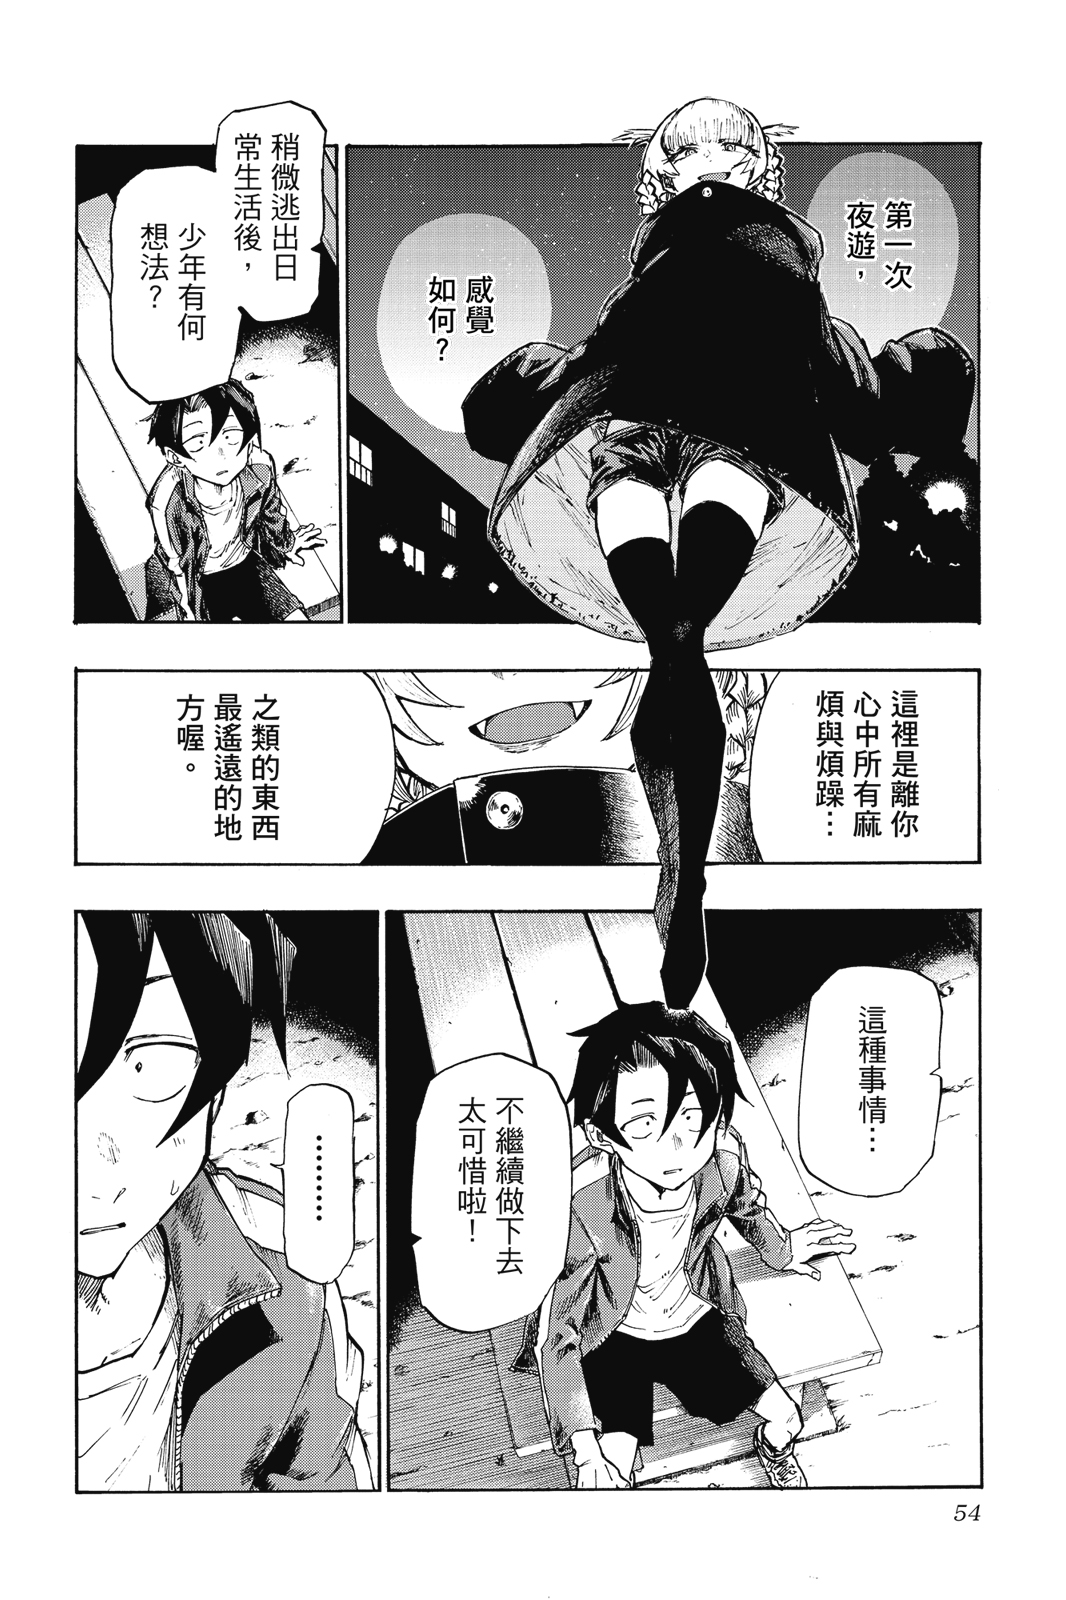 第一次
夜遊，
感覺
如何？
稍微逃出日
常生活後，
少年有何
想法？
這裡是離你
心中所有麻
煩與煩躁…
之類的東西
最遙遠的地
方喔。
這種事情…
不繼續做下去
太可惜啦！
………
54